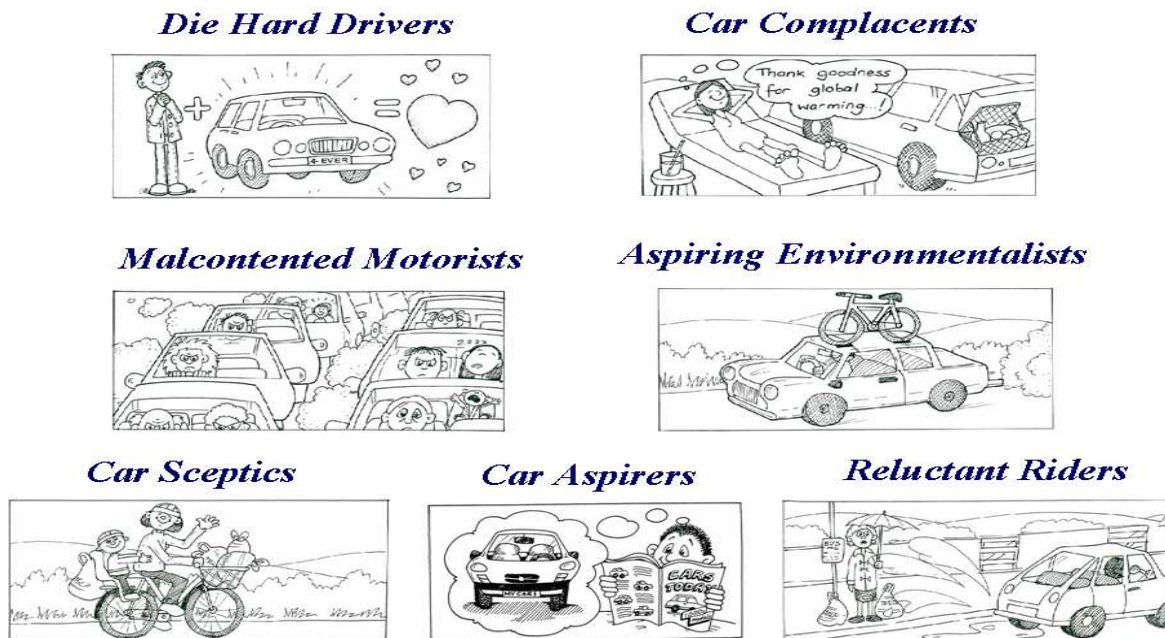 Die Hard Drivers
Car Complacents
4 EVER
Thank goodness
for global
warming...!
Malcontented Motorists
Aspiring Environmentalists
Car Sceptics
Car Aspirers
Reluctant Riders
MY CAR!
CARS
TODAY